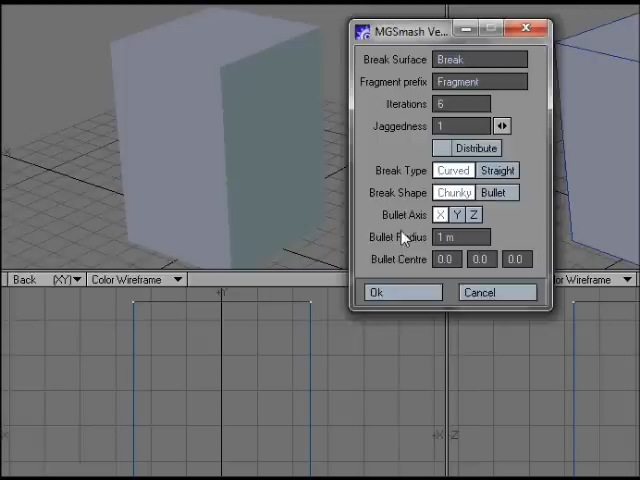 MGSmash Ve...
Break Surface Break
Fragment prefix Fragment
Iterations 6
Jaggedness 1
Distribute
Break Type Curved Straight
Break Shape Chunky Bullet
Bullet Axis X Y Z
Bullet Radius 1 m
Bullet Centre 0.0 0.0 0.0
Ok Cancel
Back (XY) Color Wireframe
or Wireframe
+Y
X +X Z